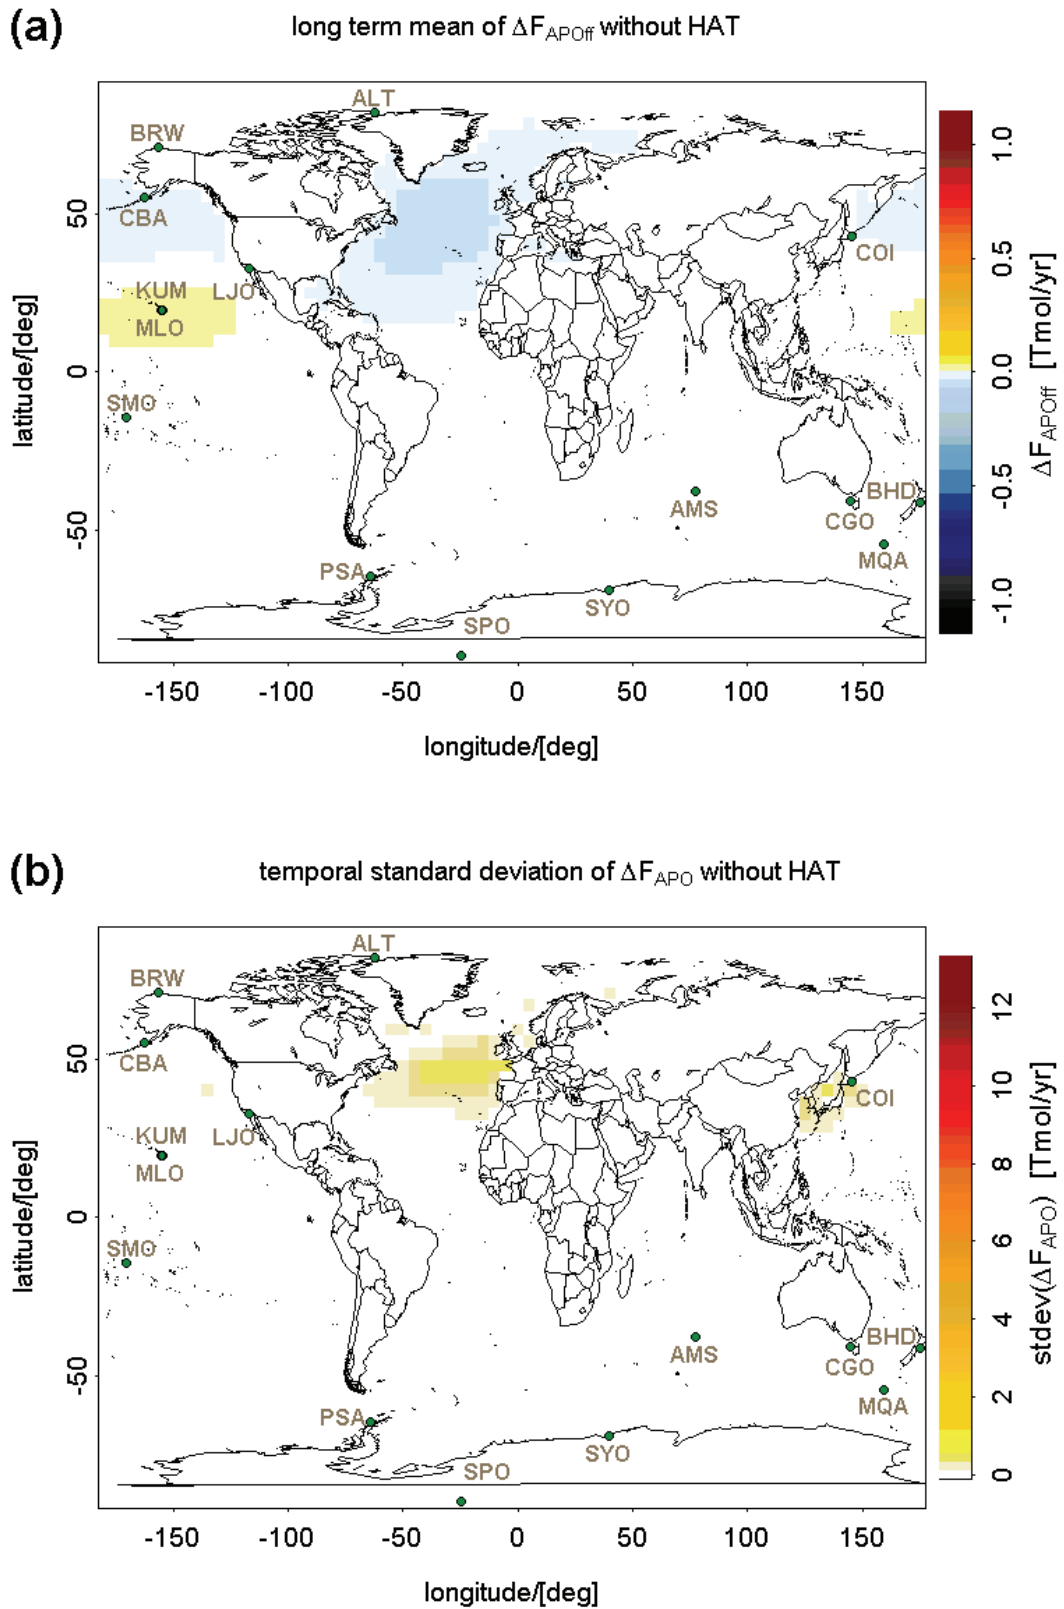 (a)
long term mean of ΔF_APOff without HAT
ALT
BRW
CBA
COI
KUM
LJO
MLO
SMO
AMS
BHD
CGO
MQA
PSA
SYO
SPO
50
0
-50
latitude/[deg]
-150 -100 -50 0 50 100 150
longitude/[deg]
1.0
0.5
0.0
-0.5
-1.0
ΔF_APOff [Tmol/yr]
(b)
temporal standard deviation of ΔF_APO without HAT
ALT
BRW
CBA
COI
KUM
LJO
MLO
SMO
AMS
BHD
CGO
MQA
PSA
SYO
SPO
50
0
-50
latitude/[deg]
-150 -100 -50 0 50 100 150
longitude/[deg]
12
10
8
6
4
2
0
stdev(ΔF_APO) [Tmol/yr]